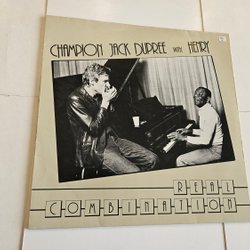 CHAMPION JACK DUPREE WITH HENRY
REAL
COMBINATION